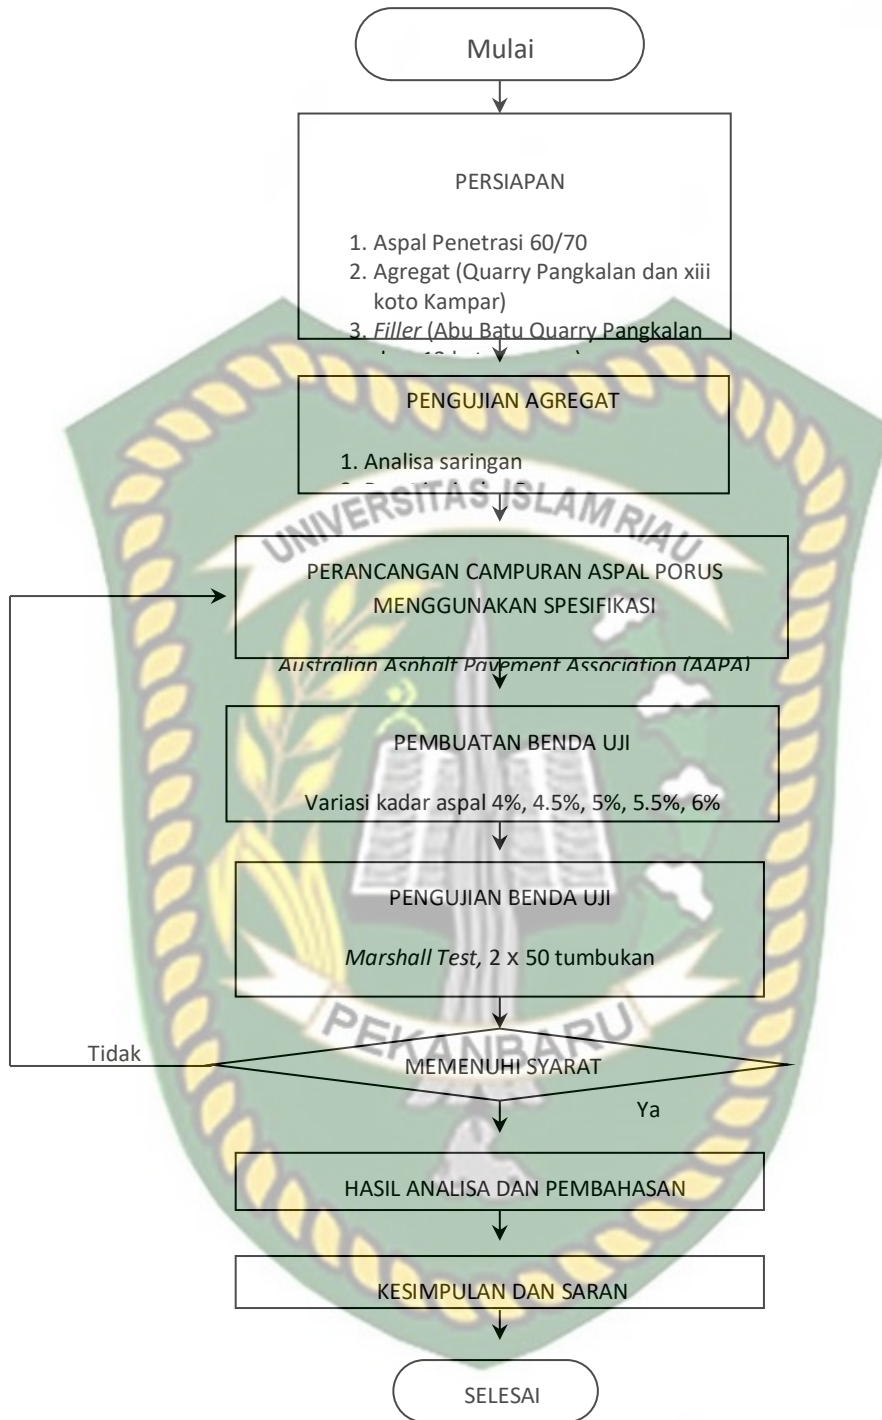 Mulai
PERSIAPAN
1. Aspal Penetrasi 60/70
2. Agregat (Quarry Pangkalan dan xiii
koto Kampar)
3. Filler (Abu Batu Quarry Pangkalan
PENGUJIAN AGREGAT
1. Analisa saringan
UNIVERSITAS ISLAM RIAU
PERANCANGAN CAMPURAN ASPAL PORUS
MENGGUNAKAN SPESIFIKASI
Australian Asphalt Pavement Association (AAPA)
PEMBUATAN BENDA UJI
Variasi kadar aspal 4%, 4.5%, 5%, 5.5%, 6%
PENGUJIAN BENDA UJI
Marshall Test, 2 x 50 tumbukan
PEKANBARU
Tidak
MEMENUHI SYARAT
Ya
HASIL ANALISA DAN PEMBAHASAN
KESIMPULAN DAN SARAN
SELESAI